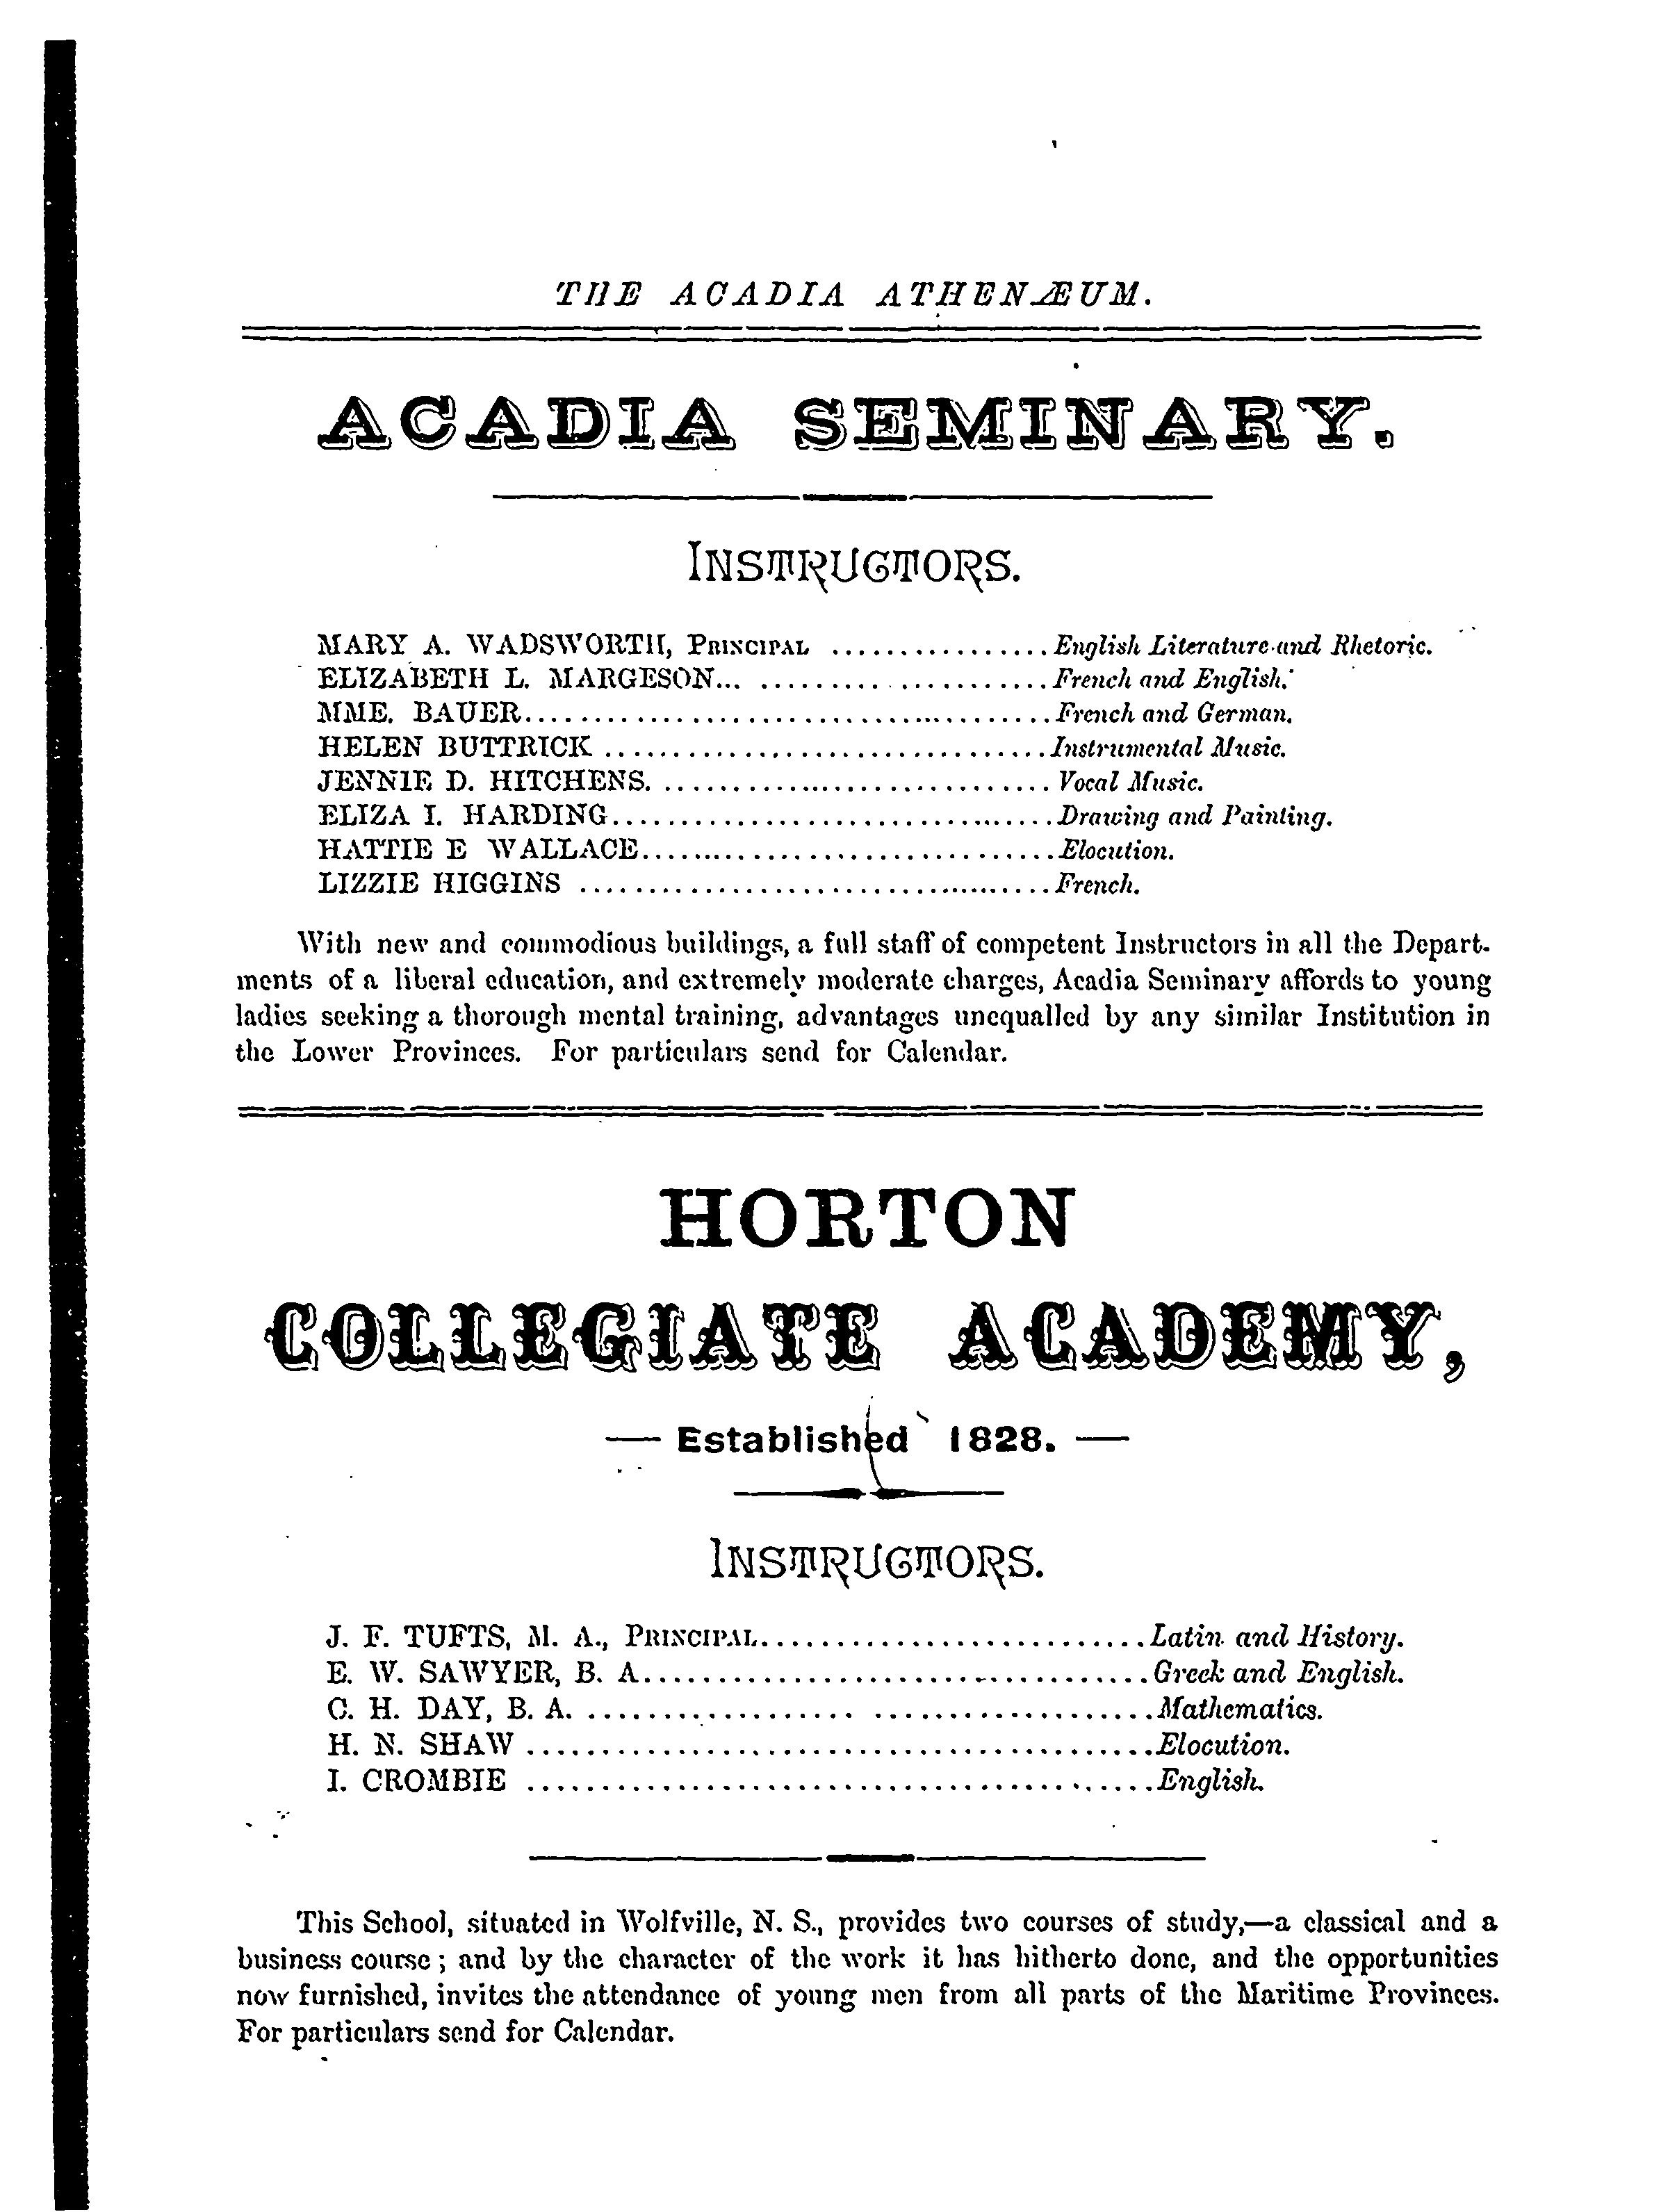 THE ACADIA ATHENÆUM.
ACADIA SEMINARY.
INSTRUCTORS.
MARY A. WADSWORTH, PRINCIPAL ................English Literature and Rhetoric.
ELIZABETH L. MARGESON... ......................French and English.
MME. BAUER.......................................French and German.
HELEN BUTTRICK .................................Instrumental Music.
JENNIE D. HITCHENS. ............................. Vocal Music.
ELIZA I. HARDING.................................Drawing and Painting.
HATTIE E WALLACE...............................Elocution.
LIZZIE HIGGINS ...................................French.
With new and commodious buildings, a full staff of competent Instructors in all the Depart-
ments of a liberal education, and extremely moderate charges, Acadia Seminary affords to young
ladies seeking a thorough mental training, advantages unequalled by any similar Institution in
the Lower Provinces. For particulars send for Calendar.
HORTON
COLLEGIATE ACADEMY,
— Established 1828. —
INSTRUCTORS.
J. F. TUFTS, M. A., PRINCIPAL..........................Latin and History.
E. W. SAWYER, B. A..................................Greek and English.
C. H. DAY, B. A. .................. ...................Mathematics.
H. N. SHAW ..........................................Elocution.
I. CROMBIE ..........................................English.
This School, situated in Wolfville, N. S., provides two courses of study,—a classical and a
business course; and by the character of the work it has hitherto done, and the opportunities
now furnished, invites the attendance of young men from all parts of the Maritime Provinces.
For particulars send for Calendar.